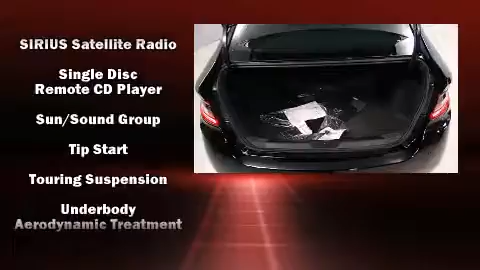 SIRIUS Satellite Radio
Single Disc
Remote CD Player
Sun/Sound Group
Tip Start
Touring Suspension
Underbody
Aerodynamic Treatment